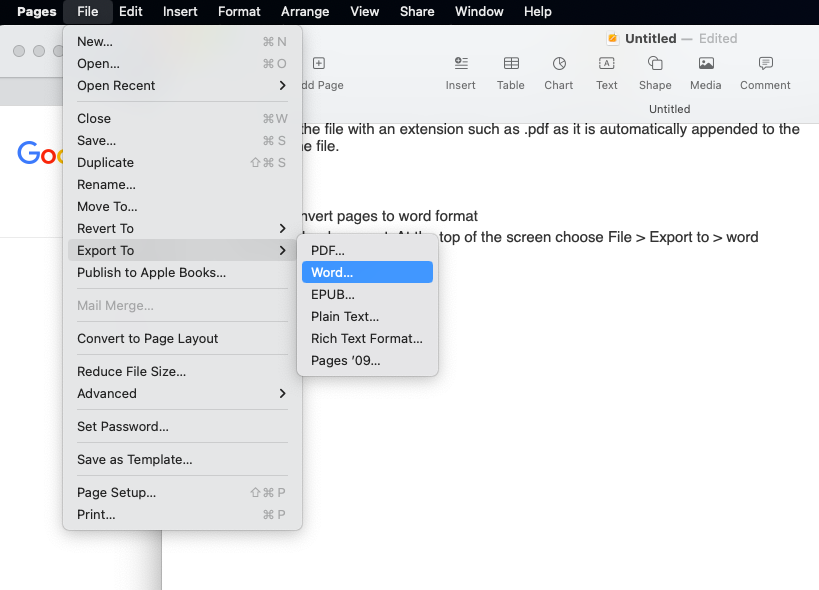 Pages File Edit Insert Format Arrange View Share Window Help
Untitled — Edited
dd Page Insert Table Chart Text Shape Media Comment
Untitled
New... ⌘ N
Open... ⌘ O
Open Recent
Close ⌘ W
Save... ⌘ S
Duplicate ⇧ ⌘ S
Rename...
Move To...
Revert To
Export To
Publish to Apple Books...
Mail Merge...
Convert to Page Layout
Reduce File Size...
Advanced
Set Password...
Save as Template...
Page Setup... ⇧ ⌘ P
Print... ⌘ P
PDF...
Word...
EPUB...
Plain Text...
Rich Text Format...
Pages '09...
Goo
the file with an extension such as .pdf as it is automatically appended to the
e file.
nvert pages to word format
top of the screen choose File > Export to > word